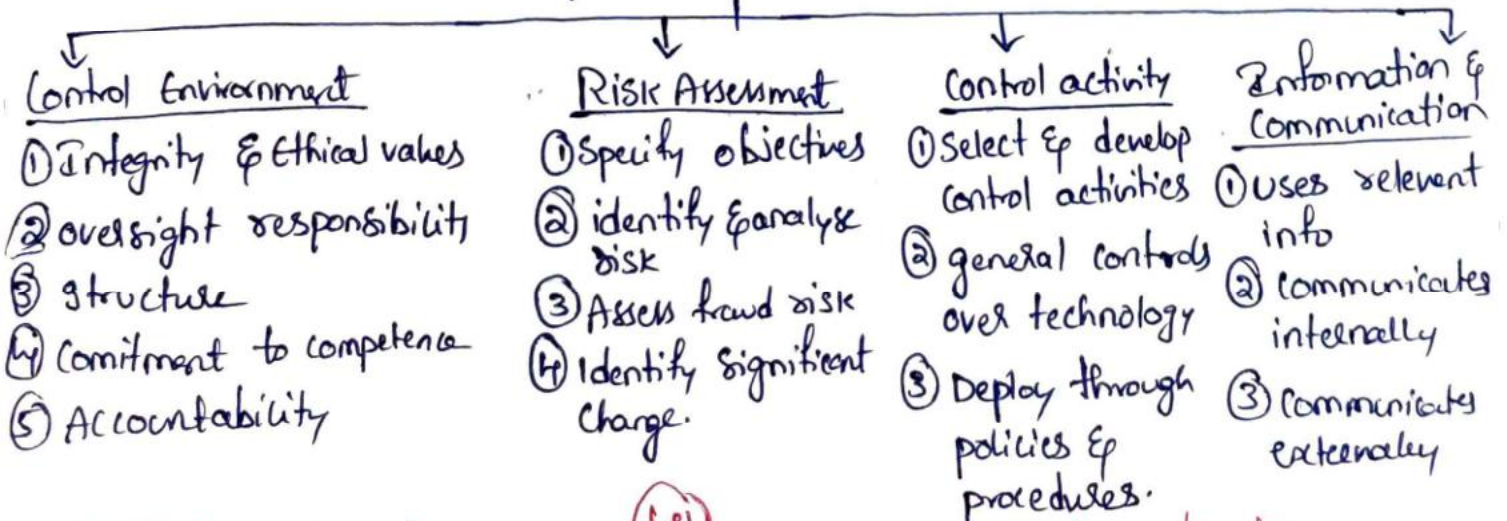 Control Environment
① Integrity & Ethical values
② oversight responsibility
③ structure
④ Comitment to competence
⑤ Accountability
Risk Assessment
① Specify objectives
② identify & analyse
risk
③ Assess fraud risk
④ Identify significant
Change.
Control activity
① Select & develop
control activities
② general controls
over technology
③ Deploy through
policies &
procedures.
Information &
Communication
① uses relevent
info
② Communicates
internally
③ Communicates
externaley